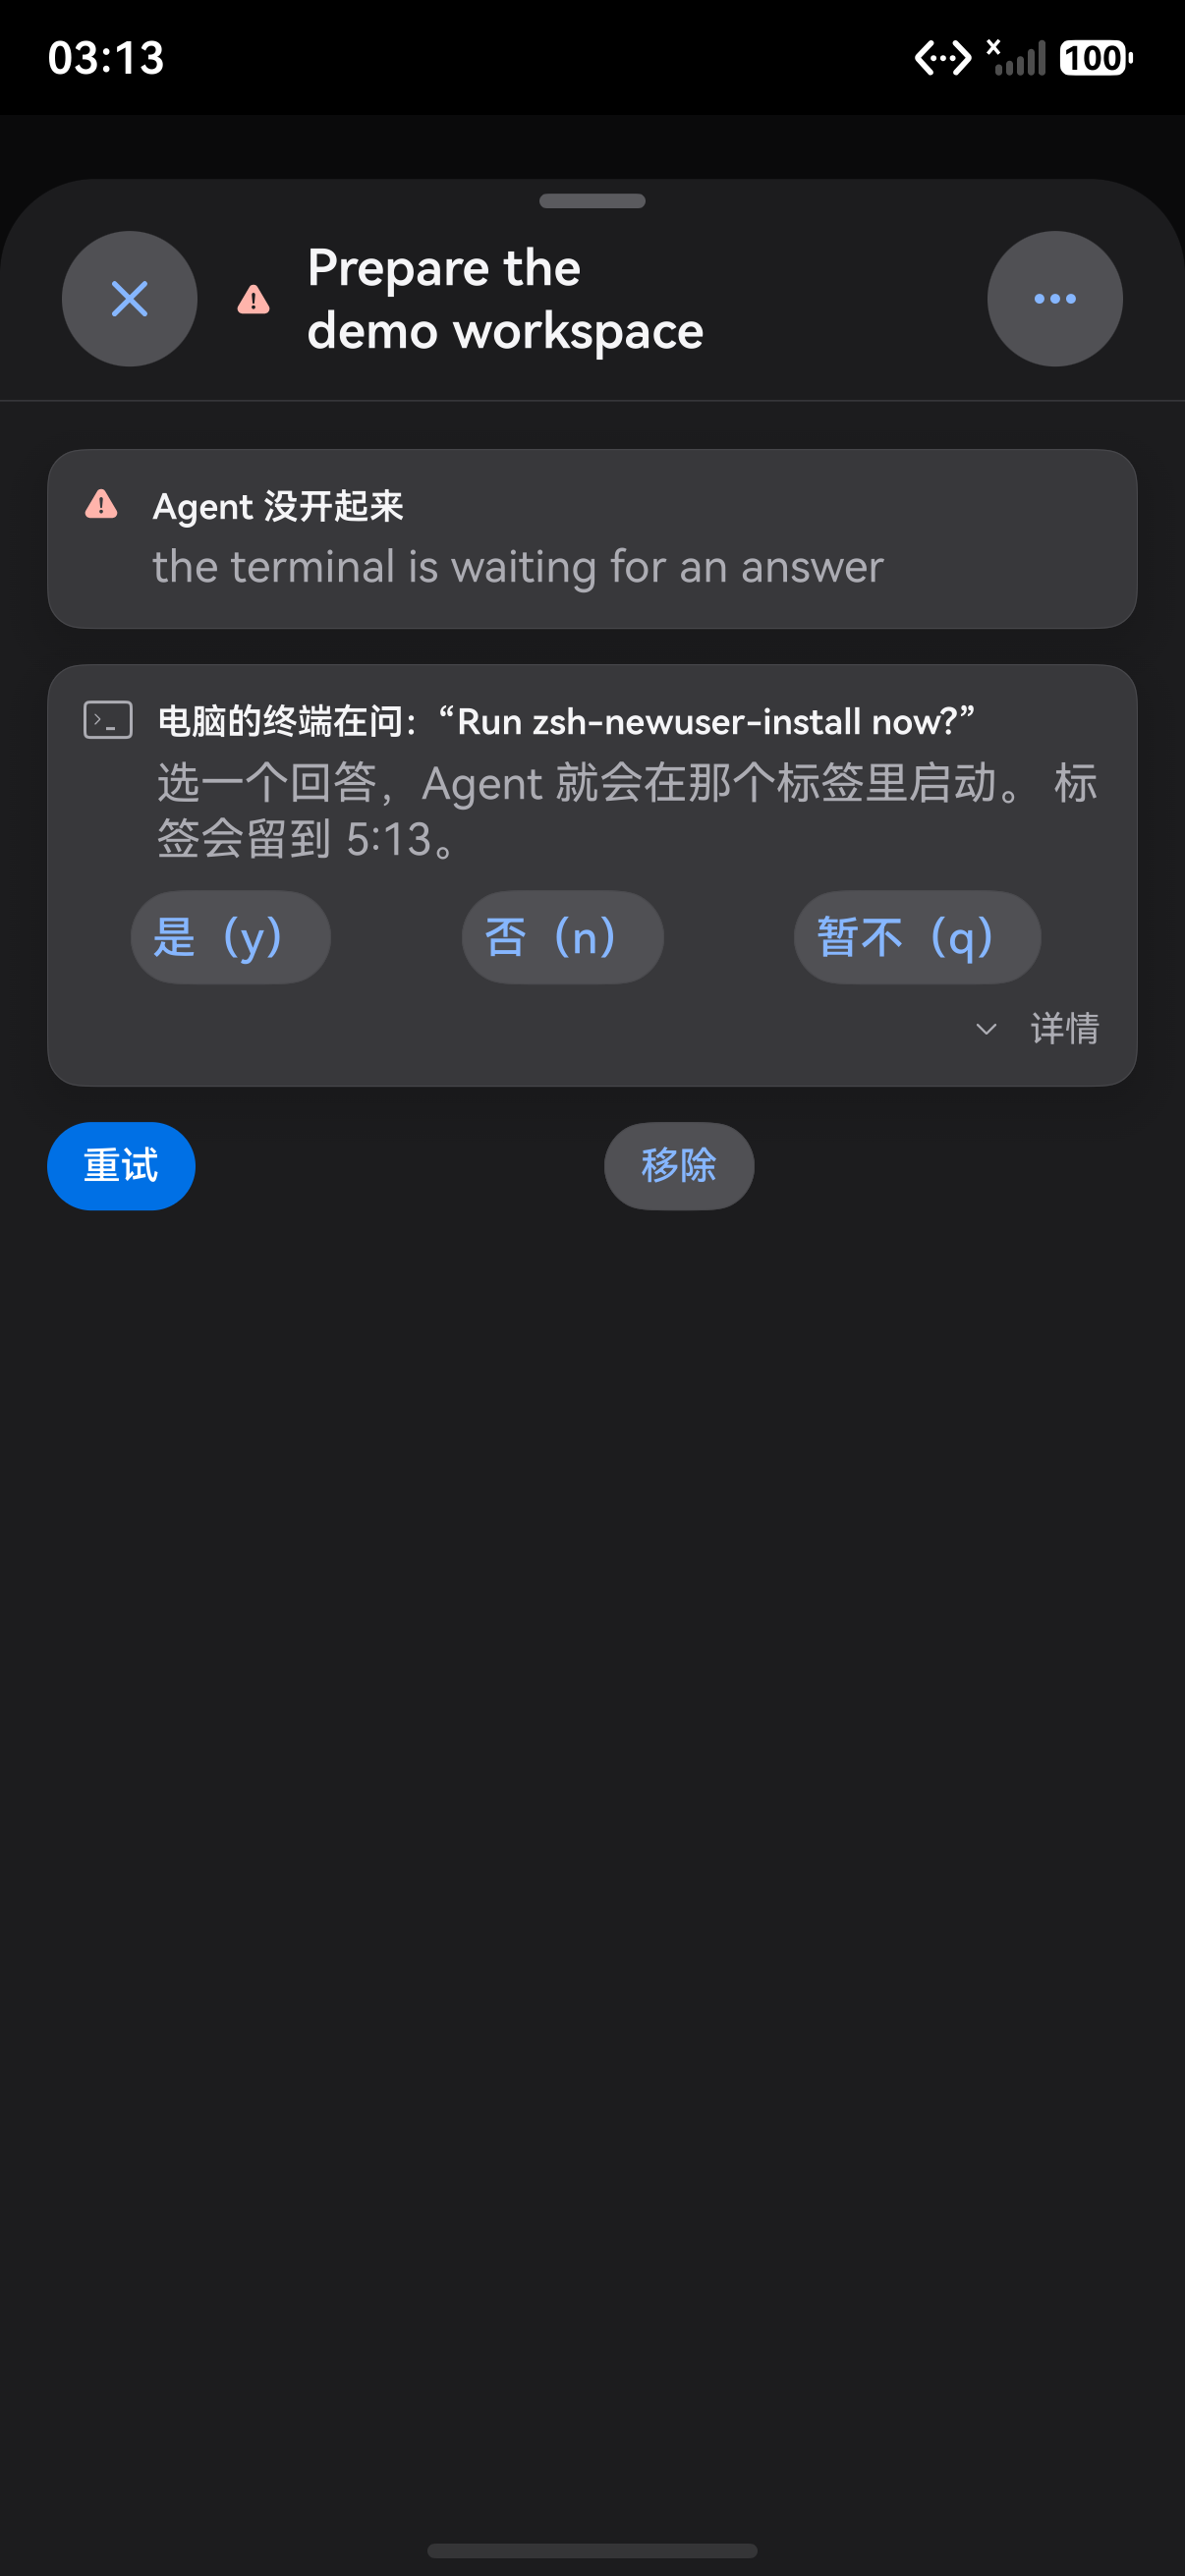 03:13
100
Prepare the
demo workspace
Agent 没开起来
the terminal is waiting for an answer
电脑的终端在问：“Run zsh-newuser-install now?”
选一个回答，Agent 就会在那个标签里启动。 标
签会留到 5:13。
是（y）
否（n）
暂不（q）
详情
重试
移除